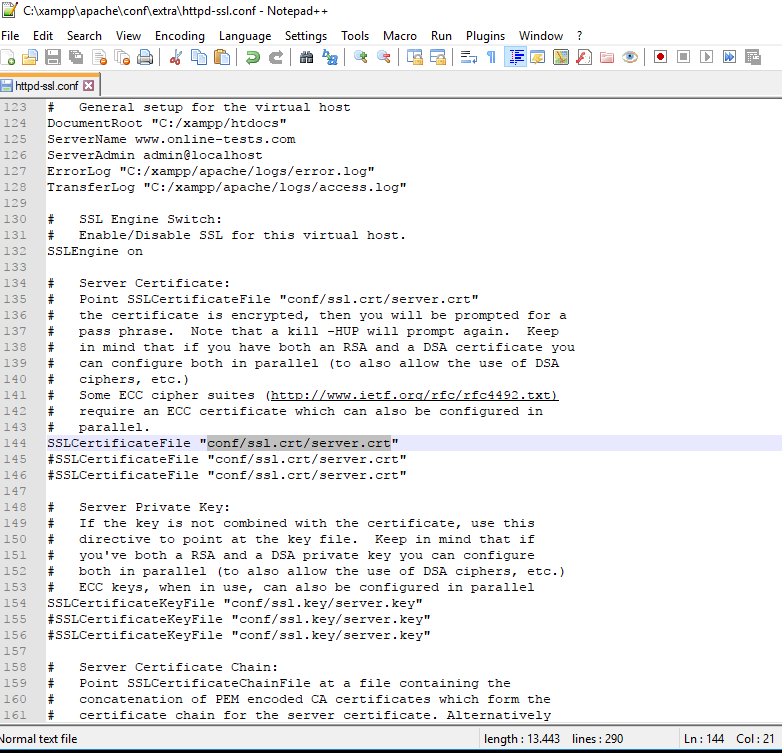 C:\xampp\apache\conf\extra\httpd-ssl.conf - Notepad++
File Edit Search View Encoding Language Settings Tools Macro Run Plugins Window ?
httpd-ssl.conf
123 #   General setup for the virtual host
124 DocumentRoot "C:/xampp/htdocs"
125 ServerName www.online-tests.com
126 ServerAdmin admin@localhost
127 ErrorLog "C:/xampp/apache/logs/error.log"
128 TransferLog "C:/xampp/apache/logs/access.log"
129
130 #   SSL Engine Switch:
131 #   Enable/Disable SSL for this virtual host.
132 SSLEngine on
133
134 #   Server Certificate:
135 #   Point SSLCertificateFile "conf/ssl.crt/server.crt"
136 #   the certificate is encrypted, then you will be prompted for a
137 #   pass phrase.  Note that a kill -HUP will prompt again.  Keep
138 #   in mind that if you have both an RSA and a DSA certificate you
139 #   can configure both in parallel (to also allow the use of DSA
140 #   ciphers, etc.)
141 #   Some ECC cipher suites (http://www.ietf.org/rfc/rfc4492.txt)
142 #   require an ECC certificate which can also be configured in
143 #   parallel.
144 SSLCertificateFile "conf/ssl.crt/server.crt"
145 #SSLCertificateFile "conf/ssl.crt/server.crt"
146 #SSLCertificateFile "conf/ssl.crt/server.crt"
147
148 #   Server Private Key:
149 #   If the key is not combined with the certificate, use this
150 #   directive to point at the key file.  Keep in mind that if
151 #   you've both a RSA and a DSA private key you can configure
152 #   both in parallel (to also allow the use of DSA ciphers, etc.)
153 #   ECC keys, when in use, can also be configured in parallel
154 SSLCertificateKeyFile "conf/ssl.key/server.key"
155 #SSLCertificateKeyFile "conf/ssl.key/server.key"
156 #SSLCertificateKeyFile "conf/ssl.key/server.key"
157
158 #   Server Certificate Chain:
159 #   Point SSLCertificateChainFile at a file containing the
160 #   concatenation of PEM encoded CA certificates which form the
161 #   certificate chain for the server certificate. Alternatively
Normal text file length : 13.443 lines : 290 Ln : 144 Col : 21